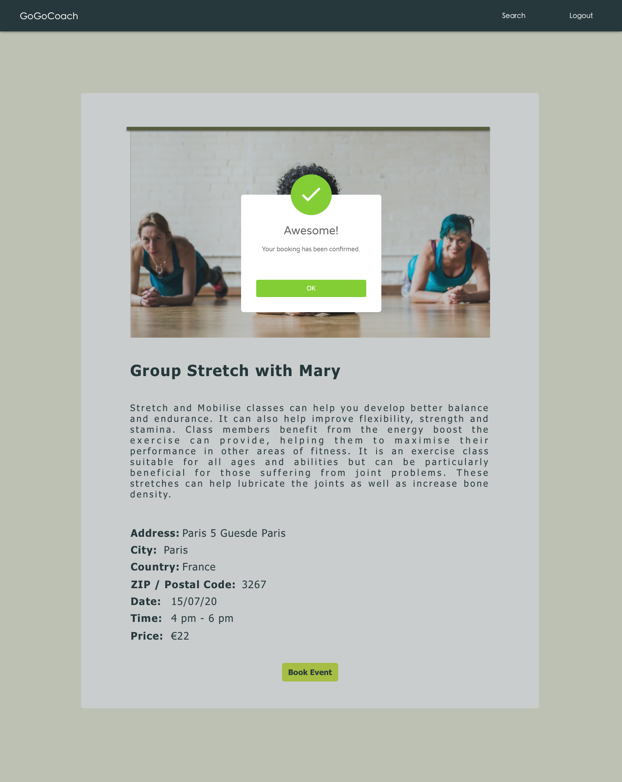 GoGoCoach
Search
Logout
Awesome!
Your booking has been confirmed.
OK
Group Stretch with Mary
Stretch and Mobilise classes can help you develop better balance
and endurance. It can also help improve flexibility, strength and
stamina. Class members benefit from the energy boost the
exercise can provide, helping them to maximise their
performance in other areas of fitness. It is an exercise class
suitable for all ages and abilities but can be particularly
beneficial for those suffering from joint problems. These
stretches can help lubricate the joints as well as increase bone
density.
Address: Paris 5 Guesde Paris
City: Paris
Country: France
ZIP / Postal Code: 3267
Date: 15/07/20
Time: 4 pm - 6 pm
Price: €22
Book Event